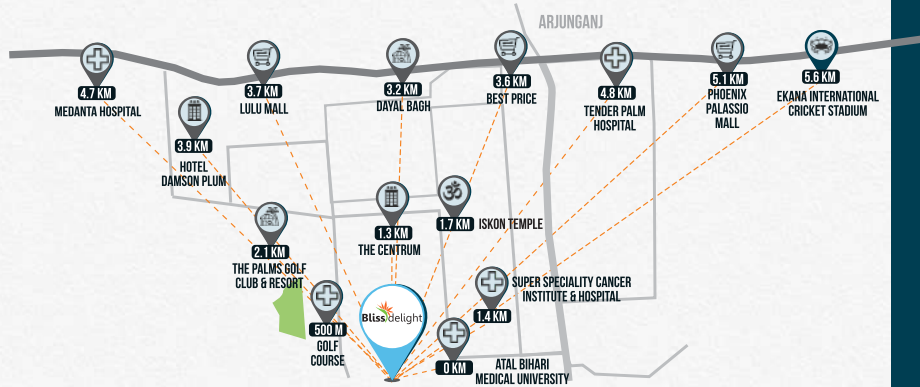 ARJUNGANJ
4.7 KM
MEDANTA HOSPITAL
3.7 KM
LULU MALL
3.2 KM
DAYAL BAGH
3.6 KM
BEST PRICE
4.8 KM
TENDER PALM
HOSPITAL
5.1 KM
PHOENIX
PALASSIO
MALL
5.6 KM
EKANA INTERNATIONAL
CRICKET STADIUM
3.9 KM
HOTEL
DAMSON PLUM
2.1 KM
THE PALMS GOLF
CLUB & RESORT
1.3 KM
THE CENTRUM
1.7 KM
ISKON TEMPLE
500 M
GOLF
COURSE
Bliss delight
SUPER SPECIALITY CANCER
INSTITUTE & HOSPITAL
1.4 KM
0 KM
ATAL BIHARI
MEDICAL UNIVERSITY